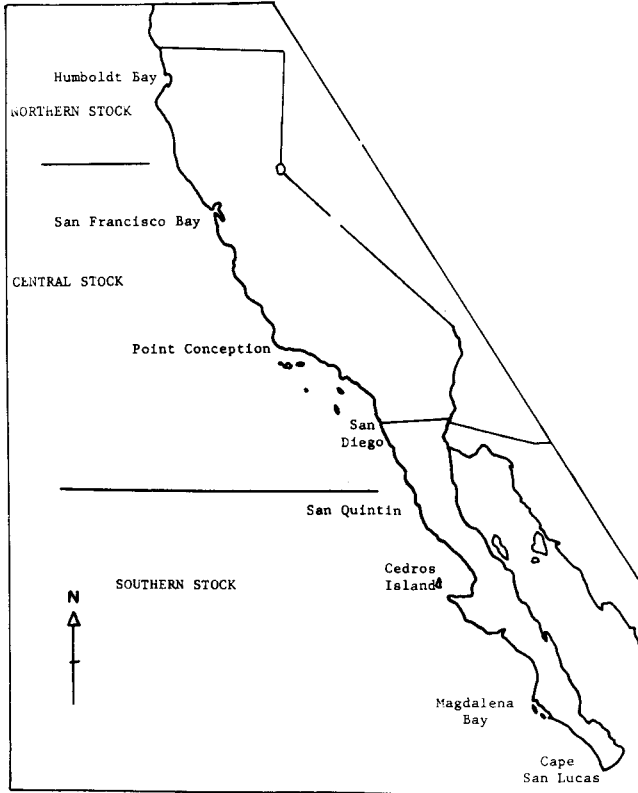 Humboldt Bay
NORTHERN STOCK
San Francisco Bay
CENTRAL STOCK
Point Conception
San
Diego
San Quintin
Cedros
Island
SOUTHERN STOCK
N
Magdalena
Bay
Cape
San Lucas